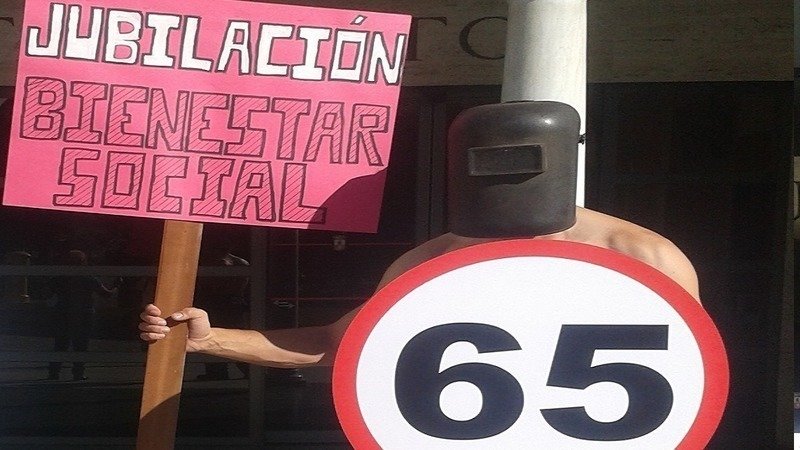 JUBILACIÓN
BIENESTAR
SOCIAL
65